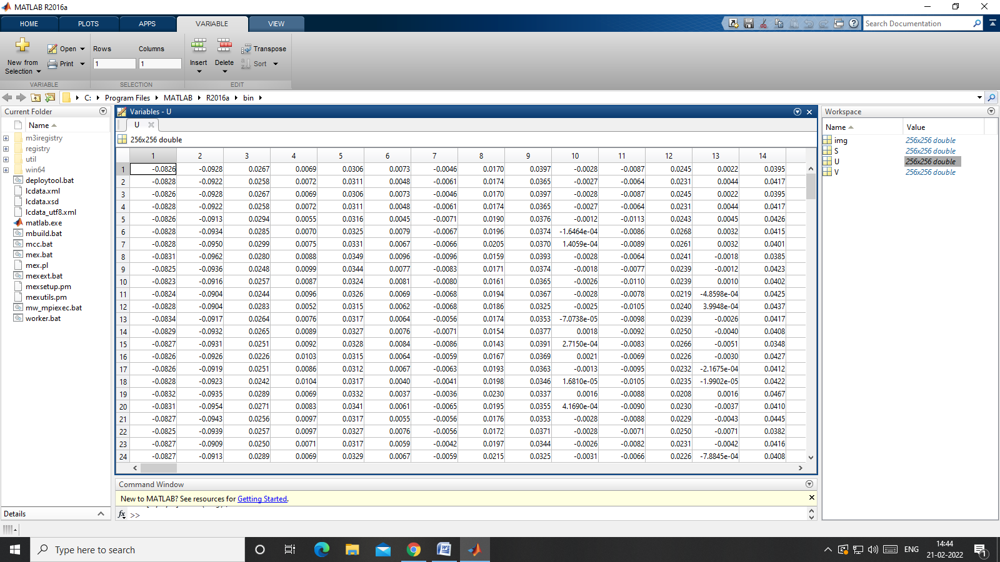 MATLAB R2016a
HOME PLOTS APPS VARIABLE VIEW Search Documentation
New from Selection Open Print Rows Columns 1 1 Insert Delete Transpose Sort
VARIABLE SELECTION EDIT
C: Program Files MATLAB R2016a bin
Current Folder
Name
m3iregistry
registry
util
win64
deploytool.bat
lcdata.xml
lcdata.xsd
lcdata_utf8.xml
matlab.exe
mbuild.bat
mcc.bat
mex.bat
mex.pl
mexext.bat
mexsetup.pm
mexutils.pm
mw_mpiexec.bat
worker.bat
Details
Variables - U
U
256x256 double
1 2 3 4 5 6 7 8 9 10 11 12 13 14
1 -0.0826 -0.0928 0.0267 0.0069 0.0306 0.0073 -0.0046 0.0170 0.0397 -0.0028 -0.0087 0.0245 0.0022 0.0395
2 -0.0828 -0.0922 0.0258 0.0072 0.0311 0.0048 -0.0061 0.0174 0.0365 -0.0027 -0.0064 0.0231 0.0044 0.0417
3 -0.0826 -0.0928 0.0267 0.0069 0.0306 0.0073 -0.0046 0.0170 0.0397 -0.0028 -0.0087 0.0245 0.0022 0.0395
4 -0.0828 -0.0922 0.0258 0.0072 0.0311 0.0048 -0.0061 0.0174 0.0365 -0.0027 -0.0064 0.0231 0.0044 0.0417
5 -0.0826 -0.0913 0.0294 0.0055 0.0316 0.0045 -0.0071 0.0190 0.0376 -0.0012 -0.0113 0.0243 0.0045 0.0426
6 -0.0828 -0.0934 0.0285 0.0070 0.0325 0.0079 -0.0067 0.0196 0.0374 -1.6464e-04 -0.0086 0.0268 0.0032 0.0415
7 -0.0828 -0.0950 0.0299 0.0075 0.0331 0.0067 -0.0066 0.0205 0.0370 1.4059e-04 -0.0089 0.0261 0.0032 0.0401
8 -0.0831 -0.0962 0.0280 0.0088 0.0349 0.0096 -0.0096 0.0159 0.0393 -0.0028 -0.0064 0.0241 -0.0018 0.0385
9 -0.0825 -0.0936 0.0248 0.0099 0.0344 0.0077 -0.0083 0.0171 0.0374 -0.0018 -0.0077 0.0239 -0.0012 0.0423
10 -0.0823 -0.0916 0.0257 0.0087 0.0324 0.0081 -0.0080 0.0161 0.0365 -0.0026 -0.0110 0.0239 0.0010 0.0402
11 -0.0824 -0.0904 0.0244 0.0096 0.0326 0.0069 -0.0068 0.0194 0.0367 -0.0028 -0.0078 0.0219 -4.8598e-04 0.0425
12 -0.0828 -0.0904 0.0283 0.0052 0.0315 0.0062 -0.0068 0.0186 0.0325 -0.0025 -0.0105 0.0240 3.9948e-04 0.0437
13 -0.0834 -0.0917 0.0264 0.0076 0.0317 0.0064 -0.0056 0.0174 0.0353 -7.0738e-05 -0.0098 0.0239 -0.0026 0.0417
14 -0.0829 -0.0932 0.0265 0.0089 0.0327 0.0076 -0.0071 0.0154 0.0377 0.0018 -0.0092 0.0250 -0.0040 0.0408
15 -0.0827 -0.0931 0.0251 0.0092 0.0328 0.0084 -0.0086 0.0143 0.0391 2.7150e-04 -0.0083 0.0266 -0.0051 0.0348
16 -0.0826 -0.0926 0.0226 0.0103 0.0315 0.0064 -0.0059 0.0167 0.0369 0.0021 -0.0069 0.0226 -0.0030 0.0427
17 -0.0826 -0.0919 0.0251 0.0086 0.0312 0.0067 -0.0063 0.0193 0.0363 -0.0013 -0.0095 0.0232 -2.1675e-04 0.0412
18 -0.0828 -0.0923 0.0242 0.0104 0.0317 0.0040 -0.0041 0.0198 0.0346 1.6810e-05 -0.0105 0.0235 -1.9902e-05 0.0422
19 -0.0832 -0.0935 0.0289 0.0069 0.0332 0.0037 -0.0036 0.0230 0.0337 0.0016 -0.0088 0.0208 0.0016 0.0467
20 -0.0831 -0.0954 0.0271 0.0083 0.0341 0.0061 -0.0065 0.0195 0.0355 4.1690e-04 -0.0090 0.0230 -0.0037 0.0410
21 -0.0827 -0.0943 0.0256 0.0097 0.0317 0.0055 -0.0056 0.0176 0.0353 -0.0028 -0.0088 0.0229 -0.0043 0.0445
22 -0.0825 -0.0939 0.0257 0.0097 0.0327 0.0076 -0.0056 0.0172 0.0371 -0.0028 -0.0071 0.0250 -0.0071 0.0382
23 -0.0827 -0.0909 0.0250 0.0071 0.0317 0.0059 -0.0042 0.0197 0.0344 -0.0026 -0.0082 0.0231 -0.0042 0.0416
24 -0.0827 -0.0913 0.0289 0.0069 0.0329 0.0067 -0.0059 0.0215 0.0325 -0.0031 -0.0066 0.0226 -7.8845e-04 0.0408
Command Window
New to MATLAB? See resources for Getting Started.
fx >>
Workspace
Name Value
img 256x256 double
S 256x256 double
U 256x256 double
V 256x256 double
Type here to search
ENG
14:44
21-02-2022
1